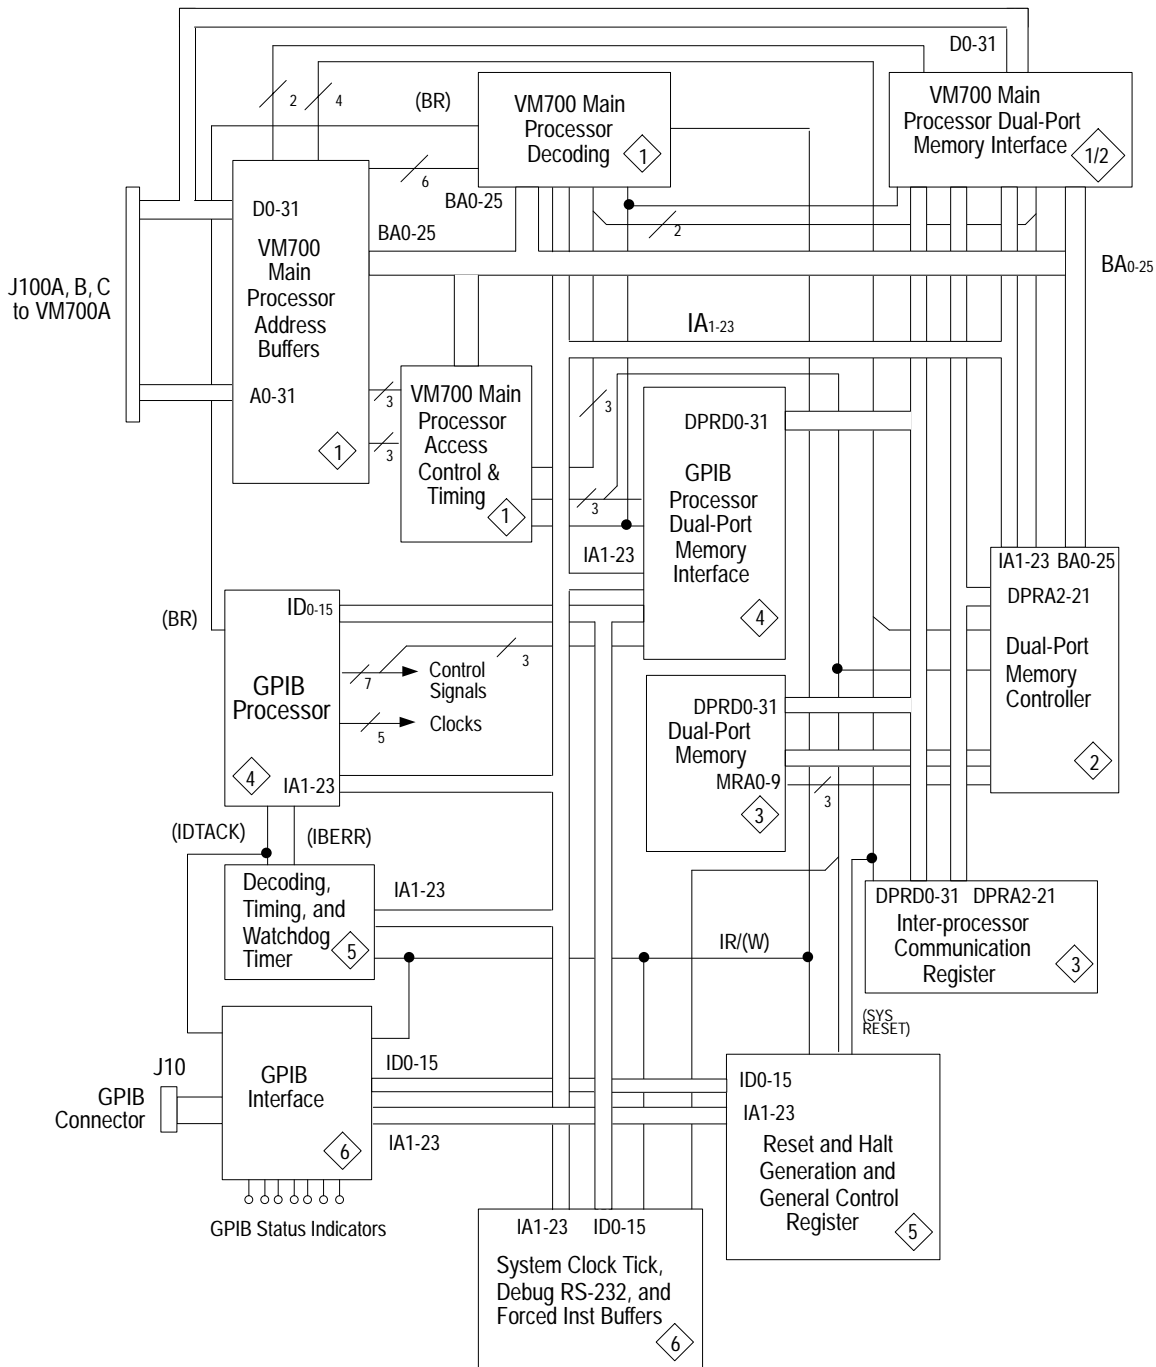 D0-31
2
4
(BR)
VM700 Main
Processor
Decoding
1
VM700 Main
Processor Dual-Port
Memory Interface
1/2
6
BA0-25
2
D0-31
BA0-25
VM700
Main
Processor
Address
Buffers
A0-31
1
J100A, B, C
to VM700A
BA0-25
IA1-23
3
3
VM700 Main
Processor
Access
Control &
Timing
1
3
3
DPRD0-31
GPIB
Processor
Dual-Port
Memory
Interface
4
IA1-23
IA1-23 BA0-25
DPRA2-21
Dual-Port
Memory
Controller
2
(BR)
ID0-15
GPIB
Processor
4
IA1-23
7
3
Control
Signals
5
Clocks
DPRD0-31
Dual-Port
Memory
MRA0-9
3
3
(IDTACK)
(IBERR)
Decoding,
Timing, and
Watchdog
Timer
5
IA1-23
IR/(W)
DPRD0-31 DPRA2-21
Inter-processor
Communication
Register
3
(SYS
RESET)
J10
GPIB
Connector
GPIB
Interface
6
ID0-15
IA1-23
GPIB Status Indicators
ID0-15
IA1-23
Reset and Halt
Generation and
General Control
Register
5
IA1-23 ID0-15
System Clock Tick,
Debug RS-232, and
Forced Inst Buffers
6